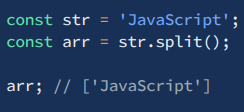 const str = 'JavaScript';
const arr = str.split();
arr; // ['JavaScript']